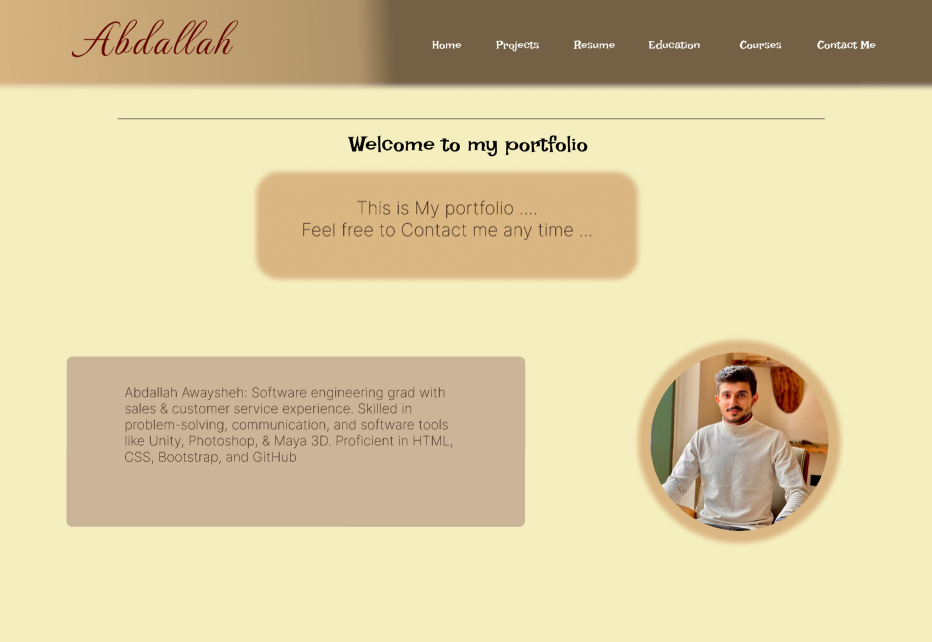 Abdallah
Home Projects Resume Education Courses Contact Me
Welcome to my portfolio
This is My portfolio ....
Feel free to Contact me any time ...
Abdallah Awaysheh: Software engineering grad with
sales & customer service experience. Skilled in
problem-solving, communication, and software tools
like Unity, Photoshop, & Maya 3D. Proficient in HTML,
CSS, Bootstrap, and GitHub